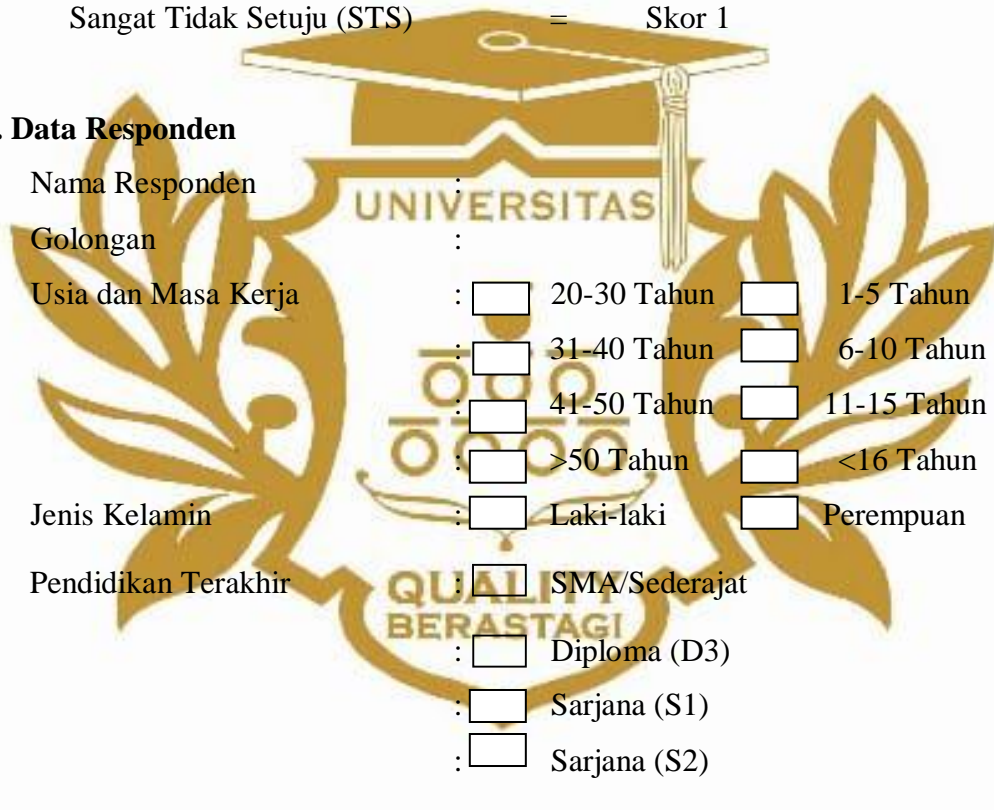 Sangat Tidak Setuju (STS) = Skor 1
. Data Responden
Nama Responden :
UNIVERSITAS
Golongan :
Usia dan Masa Kerja : 20-30 Tahun 1-5 Tahun
: 31-40 Tahun 6-10 Tahun
: 41-50 Tahun 11-15 Tahun
: >50 Tahun <16 Tahun
Jenis Kelamin : Laki-laki Perempuan
Pendidikan Terakhir : SMA/Sederajat
QUALITY
BERASTAGI
: Diploma (D3)
: Sarjana (S1)
: Sarjana (S2)